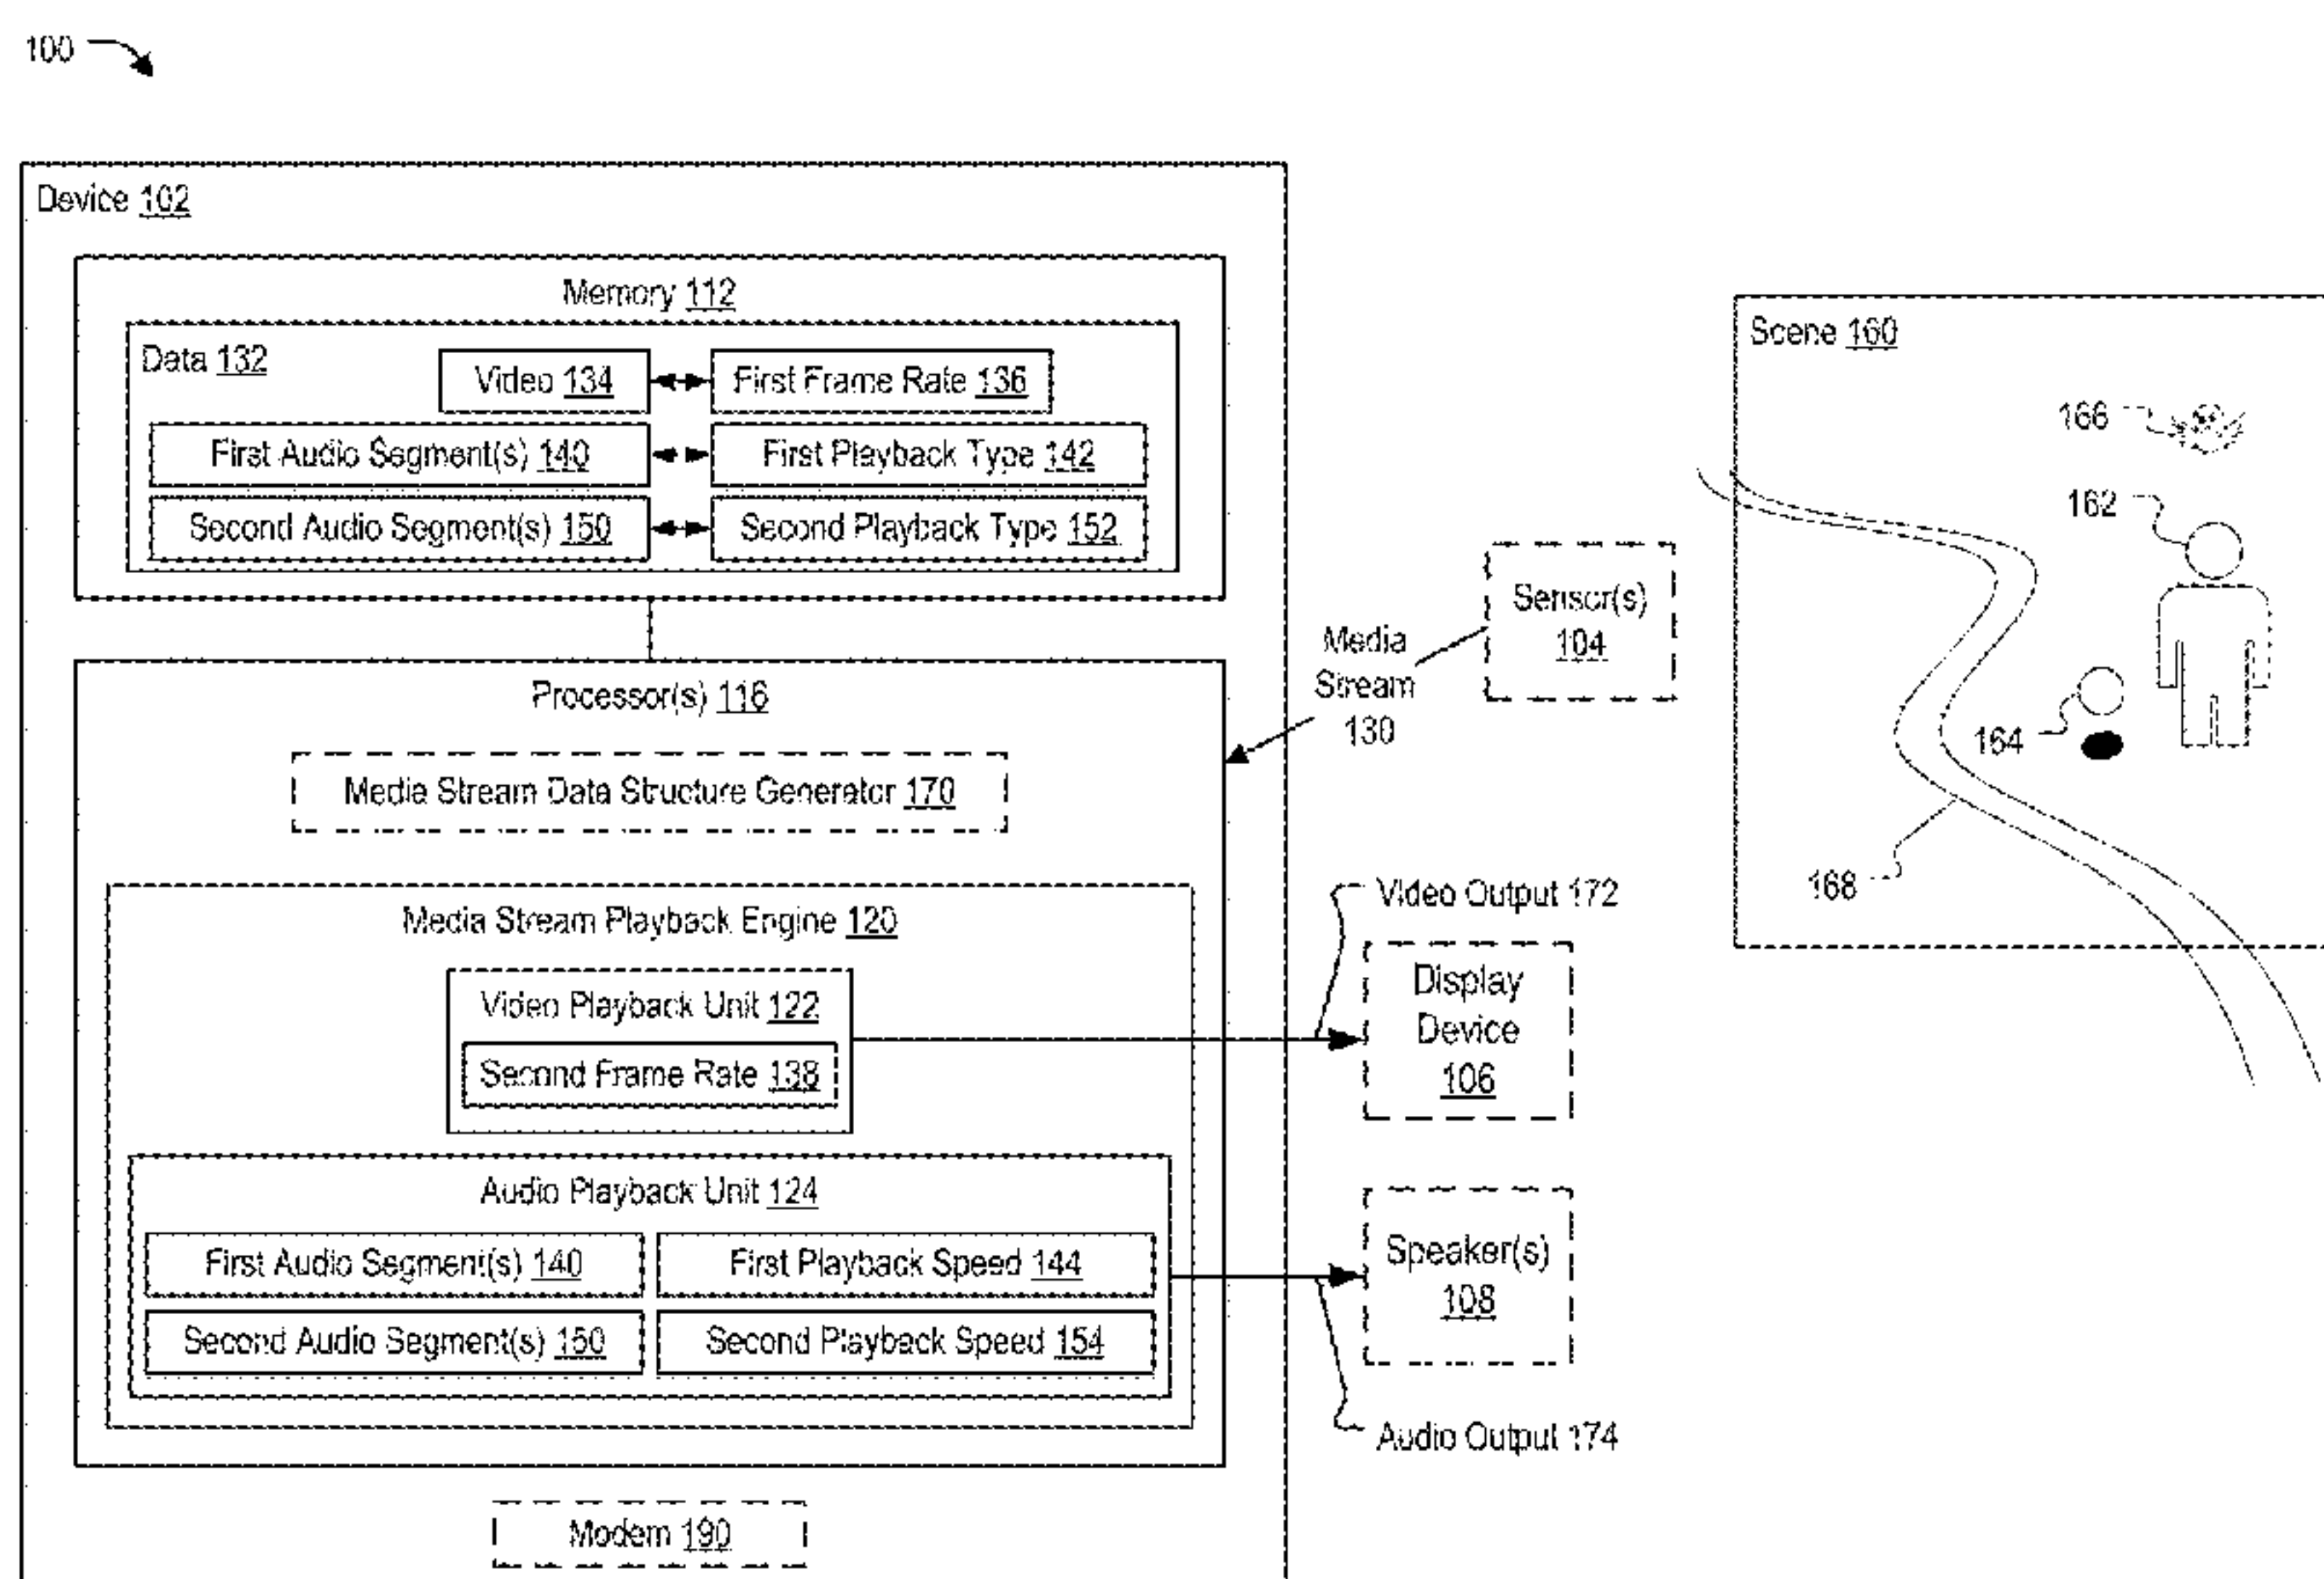 100
Device 102
Memory 112
Data 132
Video 134
First Frame Rate 136
First Audio Segment(s) 140
First Playback Type 142
Second Audio Segment(s) 150
Second Playback Type 152
Processor(s) 116
Media Stream Data Structure Generator 170
Media Stream Playback Engine 120
Video Playback Unit 122
Second Frame Rate 138
Audio Playback Unit 124
First Audio Segment(s) 140
First Playback Speed 144
Second Audio Segment(s) 150
Second Playback Speed 154
Modem 190
Media
Stream
130
Sensor(s)
104
Video Output 172
Display
Device
106
Speaker(s)
108
Audio Output 174
Scene 160
166
162
164
168